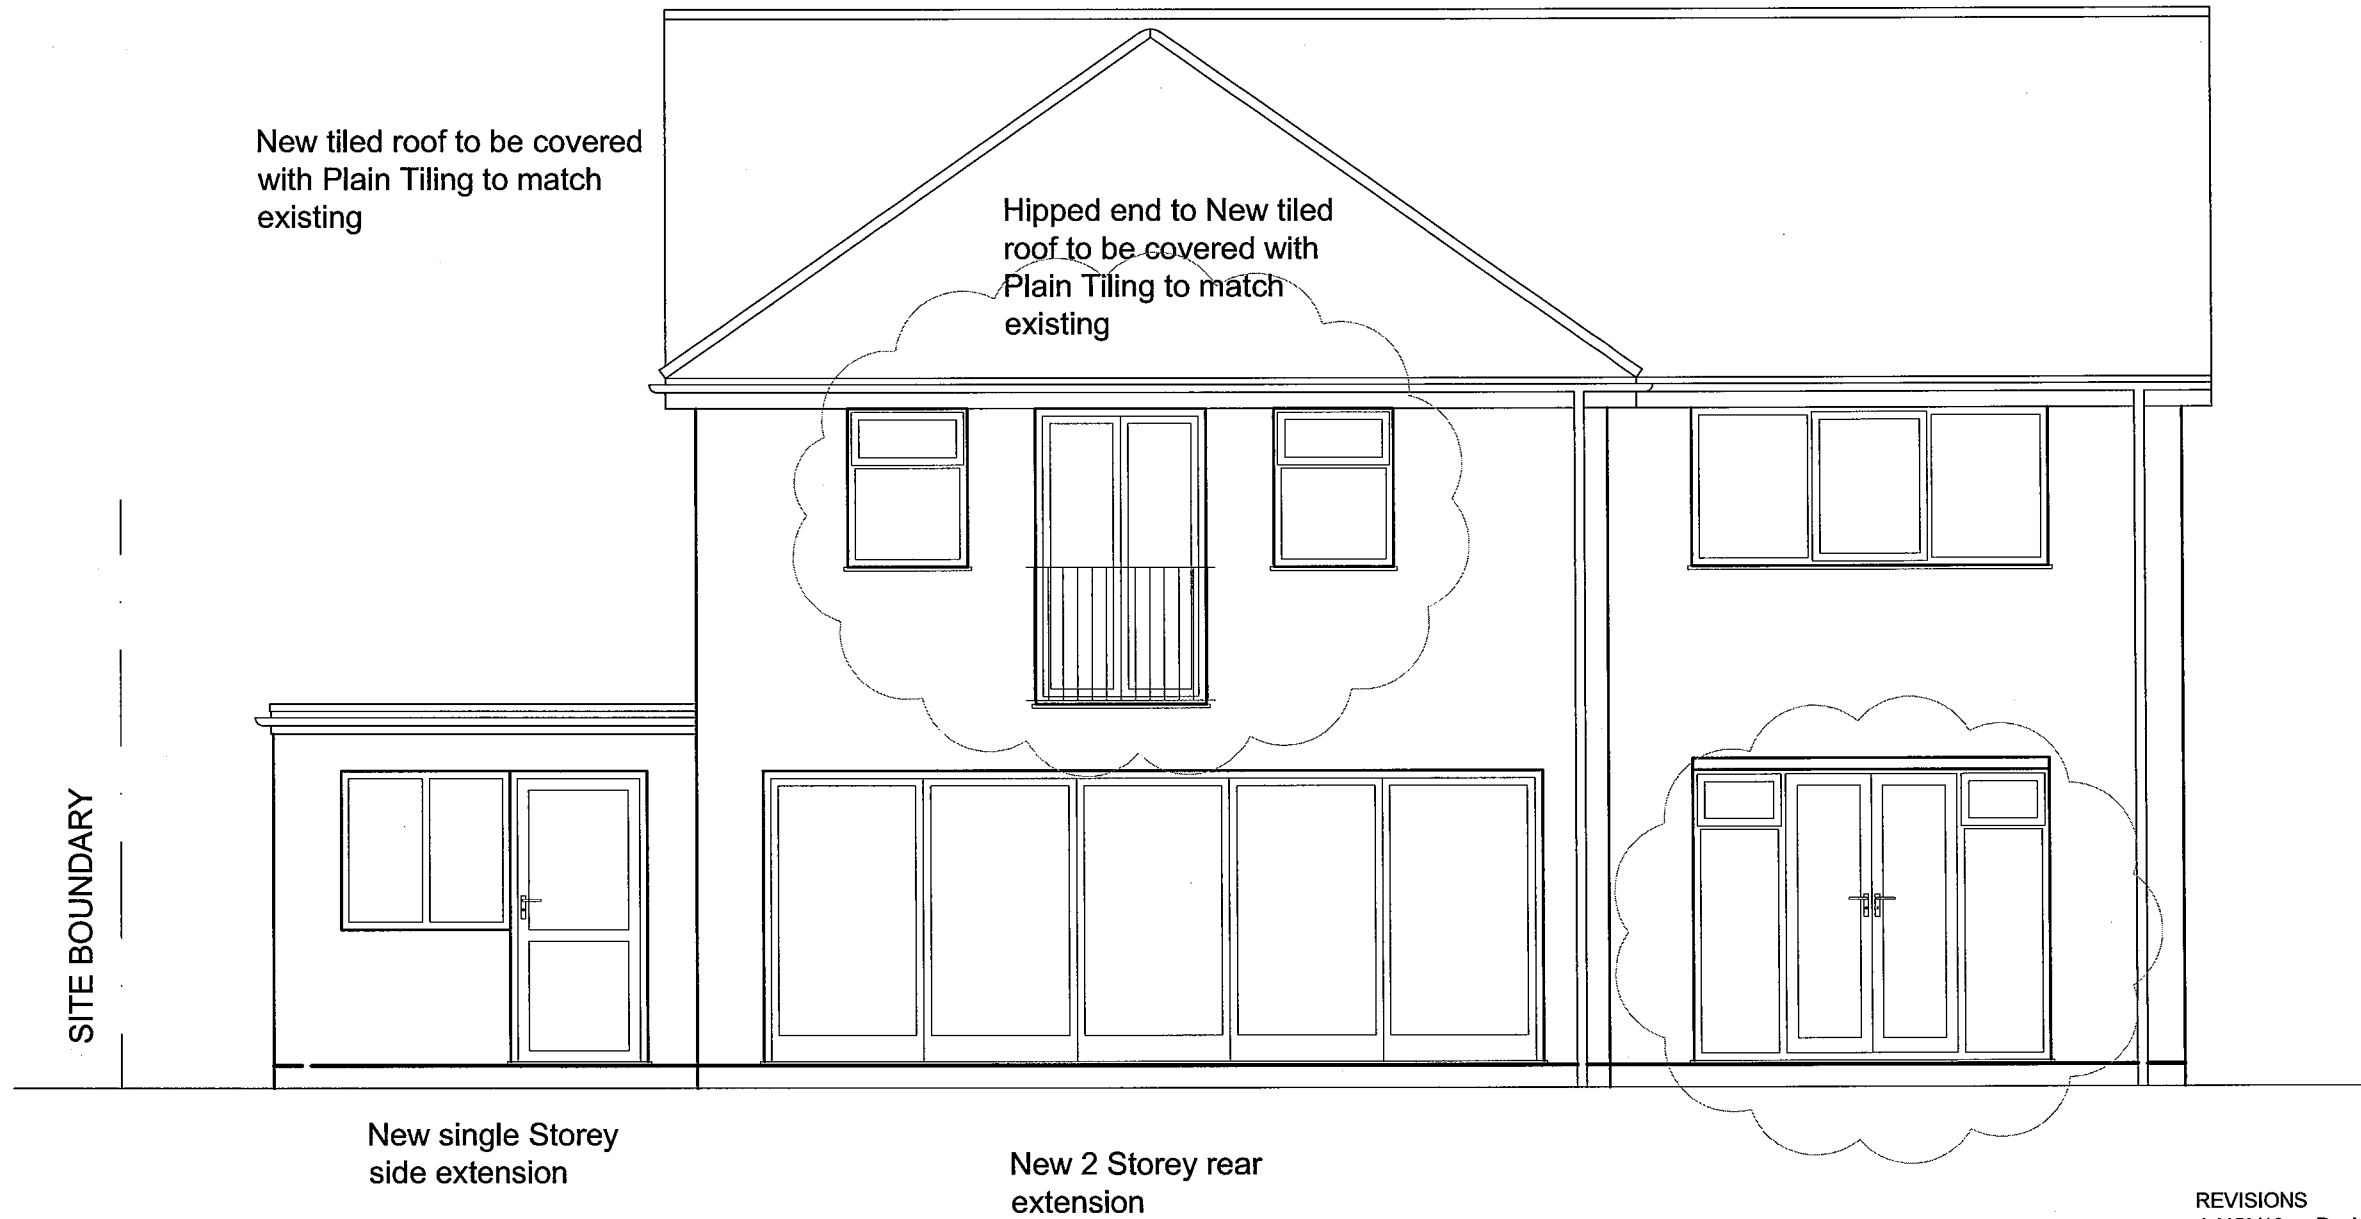 New tiled roof to be covered
with Plain Tiling to match
existing
Hipped end to New tiled
roof to be covered with
Plain Tiling to match
existing
SITE BOUNDARY
New single Storey
side extension
New 2 Storey rear
extension
REVISIONS